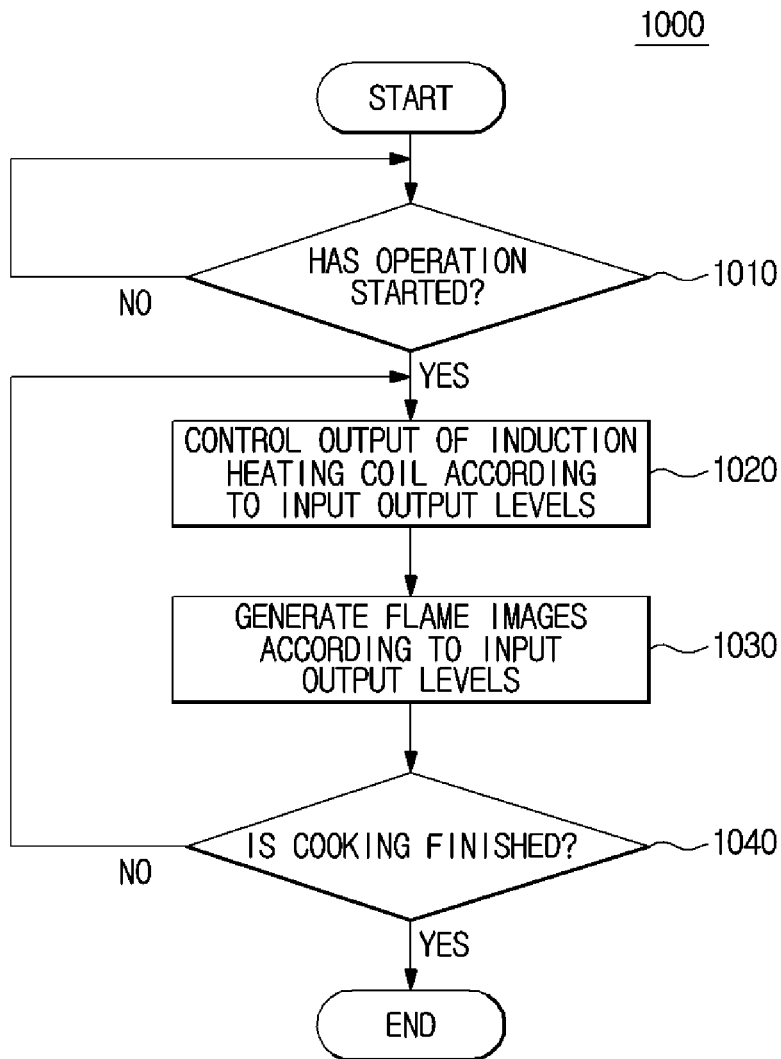 1000
START
HAS OPERATION
STARTED?
1010
NO
YES
CONTROL OUTPUT OF INDUCTION
HEATING COIL ACCORDING
TO INPUT OUTPUT LEVELS
1020
GENERATE FLAME IMAGES
ACCORDING TO INPUT
OUTPUT LEVELS
1030
IS COOKING FINISHED?
1040
NO
YES
END